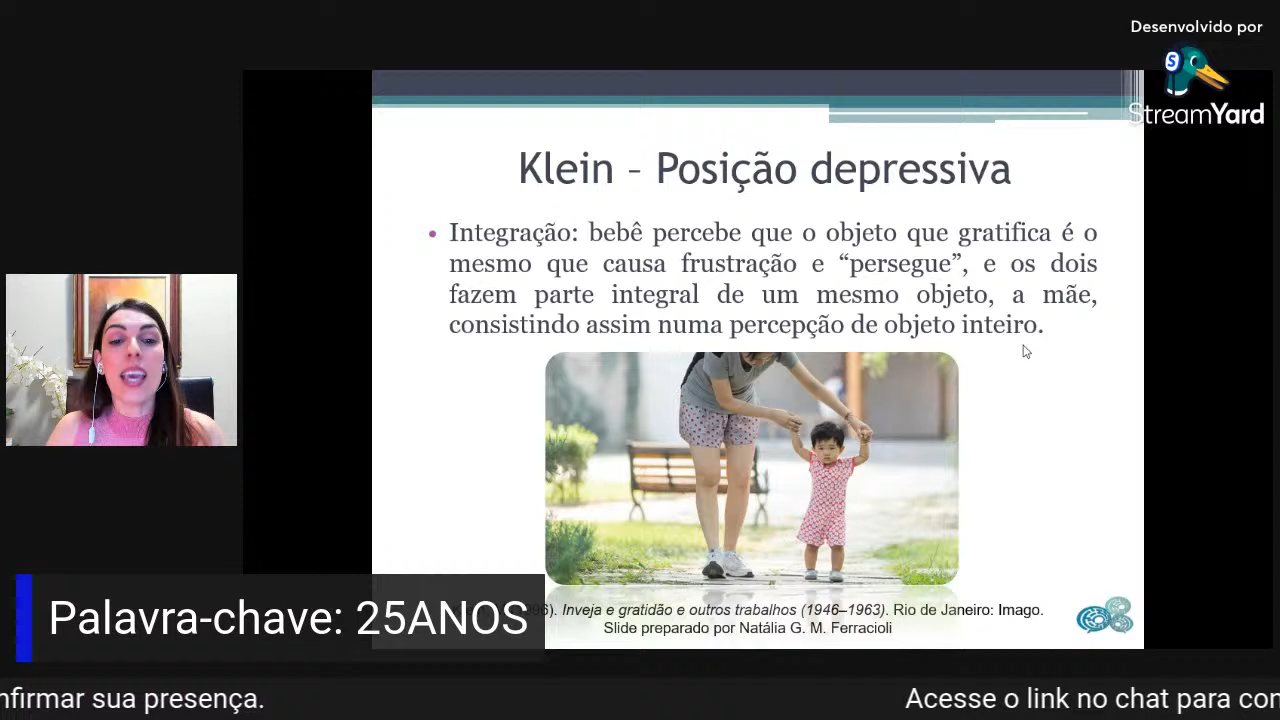 Desenvolvido por
StreamYard
Klein – Posição depressiva
• Integração: bebê percebe que o objeto que gratifica é o
mesmo que causa frustração e “persegue”, e os dois
fazem parte integral de um mesmo objeto, a mãe,
consistindo assim numa percepção de objeto inteiro.
96). Inveja e gratidão e outros trabalhos (1946–1963). Rio de Janeiro: Imago.
Slide preparado por Natália G. M. Ferracioli
Palavra-chave: 25ANOS
nfirmar sua presença.
Acesse o link no chat para con